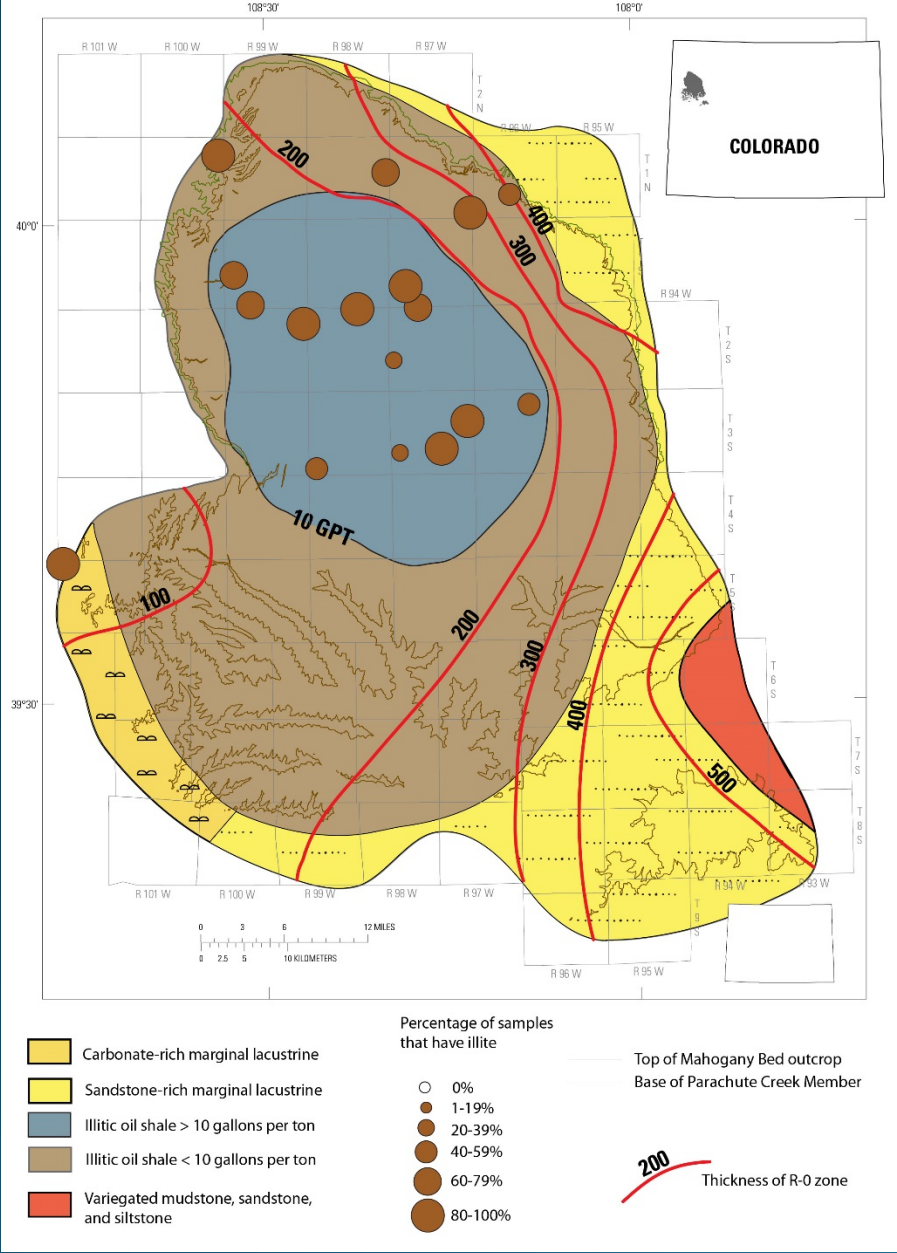 108°30' 108°0'
R 101 W R 100 W R 99 W R 98 W R 97 W
T 2 N
R 96 W R 95 W
COLORADO
T 1 N
200
400
300
40°0'
R 94 W
T 2 S
T 3 S
10 GPT
T 4 S
100
T 5 S
200
300
T 6 S
400
39°30'
500
T 7 S
T 8 S
R 101 W R 100 W R 99 W R 98 W R 97 W R 94 W R 93 W
T 9 S
R 96 W R 95 W
0 3 6 12 MILES
0 2.5 5 10 KILOMETERS
Percentage of samples
that have illite
Carbonate-rich marginal lacustrine
Sandstone-rich marginal lacustrine
Illitic oil shale > 10 gallons per ton
Illitic oil shale < 10 gallons per ton
Variegated mudstone, sandstone,
and siltstone
0%
1-19%
20-39%
40-59%
60-79%
80-100%
Top of Mahogany Bed outcrop
Base of Parachute Creek Member
200
Thickness of R-0 zone